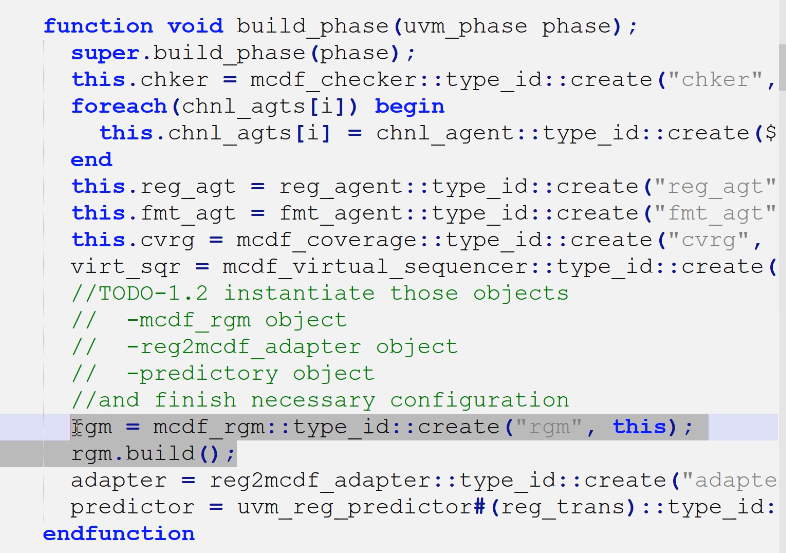 function void build_phase(uvm_phase phase);
super.build_phase(phase);
this.chker = mcdf_checker::type_id::create("chker",
foreach(chnl_agts[i]) begin
this.chnl_agts[i] = chnl_agent::type_id::create($
end
this.reg_agt = reg_agent::type_id::create("reg_agt"
this.fmt_agt = fmt_agent::type_id::create("fmt_agt"
this.cvrg = mcdf_coverage::type_id::create("cvrg",
virt_sqr = mcdf_virtual_sequencer::type_id::create(
//TODO-1.2 instantiate those objects
//  -mcdf_rgm object
//  -reg2mcdf_adapter object
//  -predictory object
//and finish necessary configuration
rgm = mcdf_rgm::type_id::create("rgm", this);
rgm.build();
adapter = reg2mcdf_adapter::type_id::create("adapte
predictor = uvm_reg_predictor#(reg_trans)::type_id:
endfunction